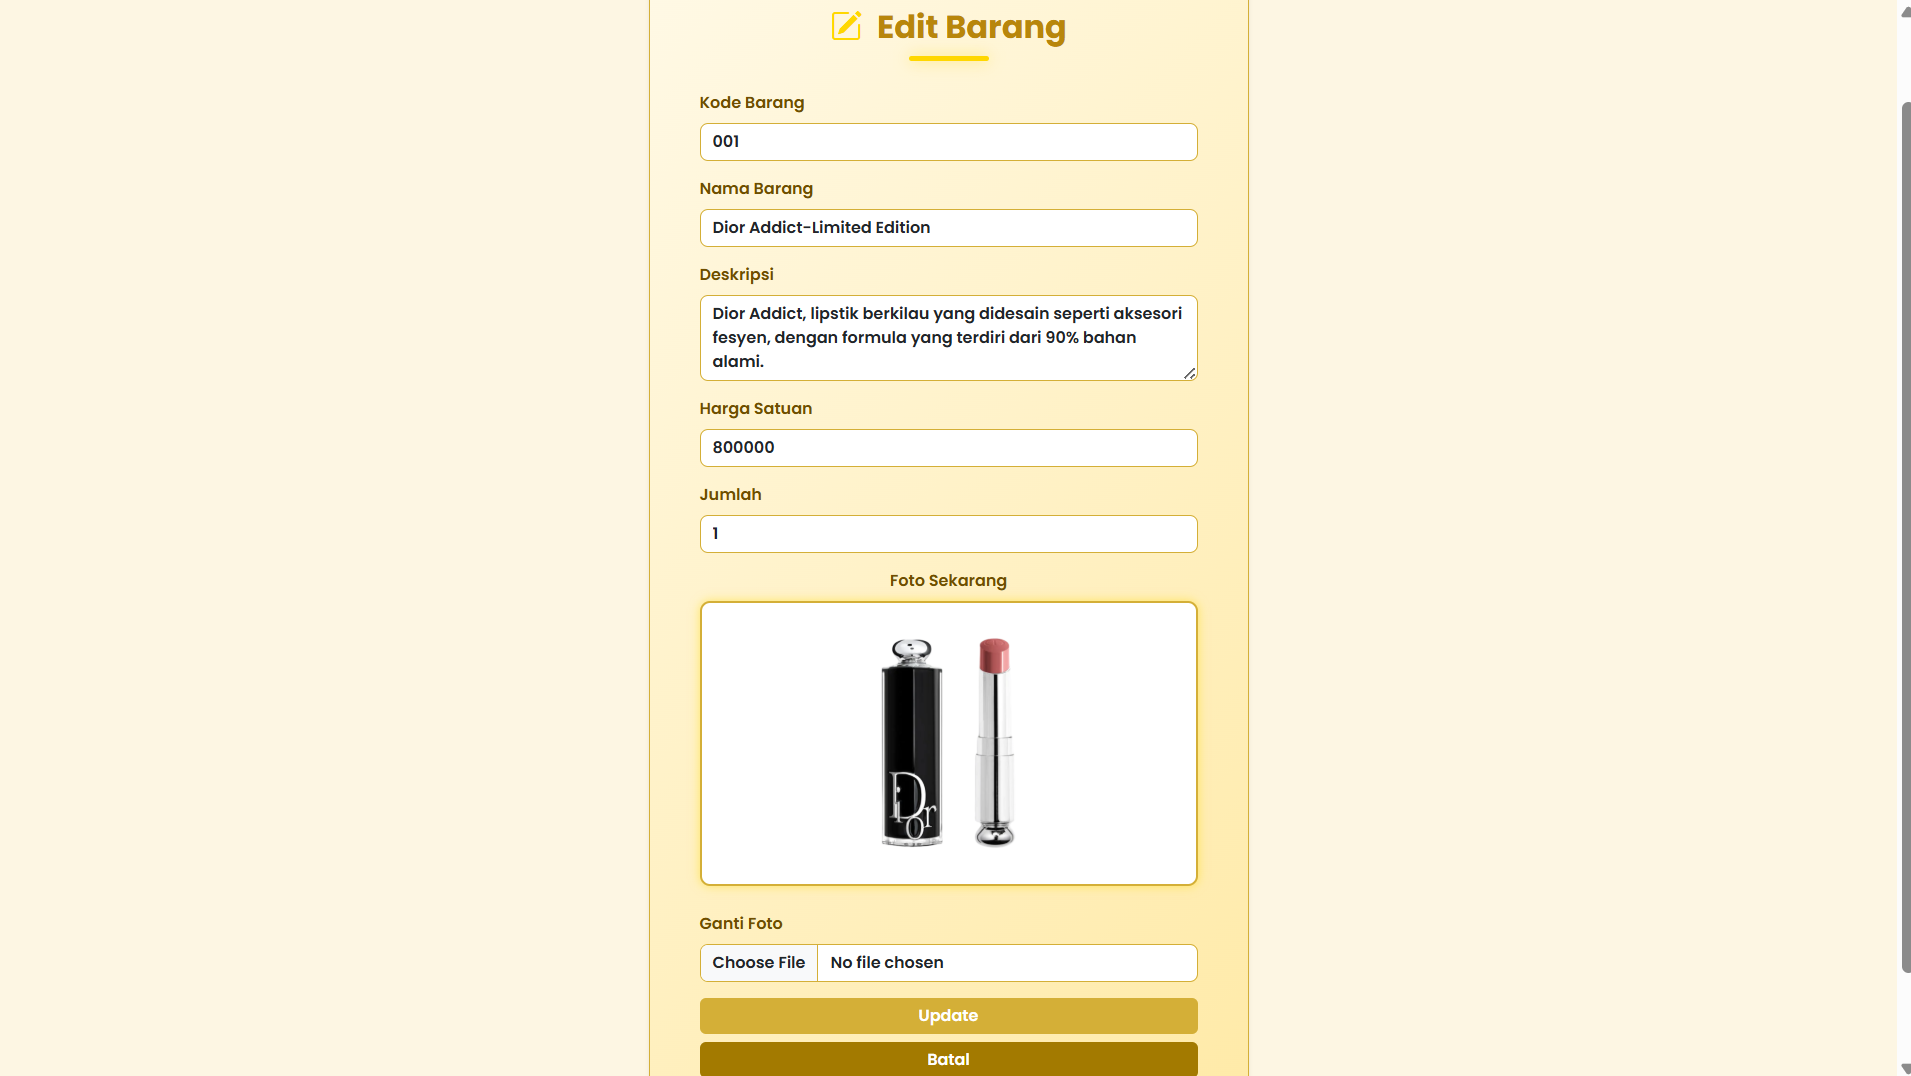 Edit Barang
Kode Barang
001
Nama Barang
Dior Addict-Limited Edition
Deskripsi
Dior Addict, lipstik berkilau yang didesain seperti aksesori
fesyen, dengan formula yang terdiri dari 90% bahan
alami.
Harga Satuan
800000
Jumlah
1
Foto Sekarang
Dior
Ganti Foto
Choose File No file chosen
Update
Batal